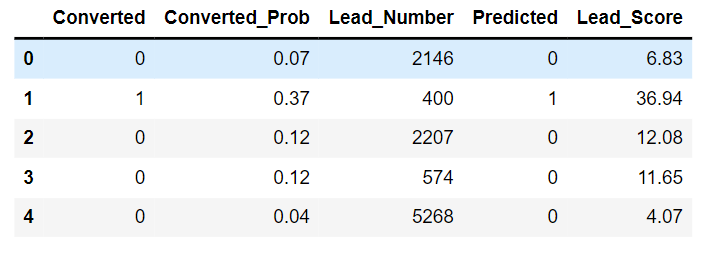 Converted Converted_Prob Lead_Number Predicted Lead_Score
0 0 0.07 2146 0 6.83
1 1 0.37 400 1 36.94
2 0 0.12 2207 0 12.08
3 0 0.12 574 0 11.65
4 0 0.04 5268 0 4.07